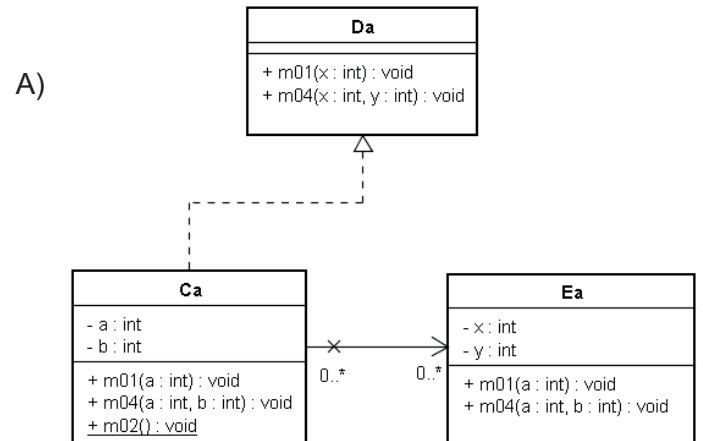 Da
+ m01(x : int) : void
+ m04(x : int, y : int) : void
A)
Ca
- a : int
- b : int
+ m01(a : int) : void
+ m04(a : int, b : int) : void
+ m02() : void
0..*
0..*
Ea
- x : int
- y : int
+ m01(a : int) : void
+ m04(a : int, b : int) : void